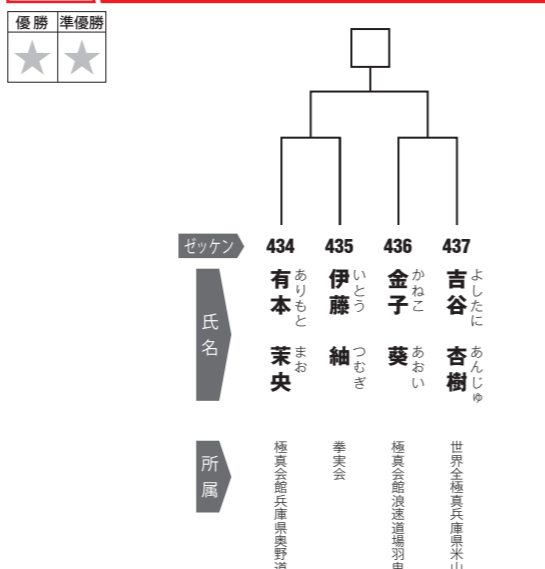 優勝 準優勝
ゼッケン 434 435 436 437
氏名
有本 茉央
ありもと まお
伊藤 紬
いとう つむぎ
金子 葵
かねこ あおい
吉谷 杏樹
よしたに あんじゅ
所属
極真会館兵庫県奥野道
拳実会
極真会館浪速道場羽曳
世界全極真兵庫県米山